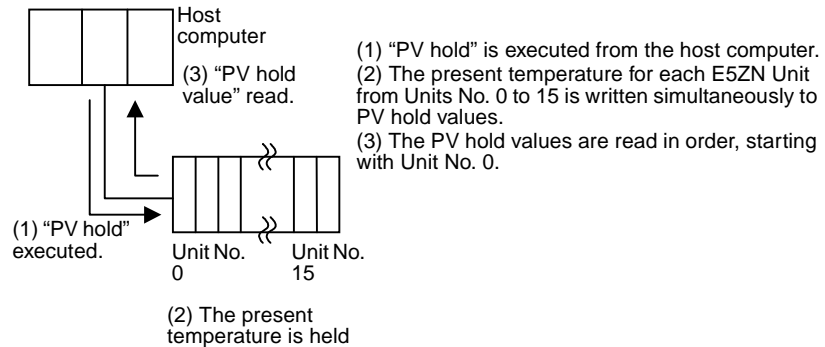 Host
computer
(3) “PV hold
value” read.
(1) “PV hold”
executed.
Unit No.
0
Unit No.
15
(2) The present
temperature is held
(1) “PV hold” is executed from the host computer.
(2) The present temperature for each E5ZN Unit
from Units No. 0 to 15 is written simultaneously to
PV hold values.
(3) The PV hold values are read in order, starting
with Unit No. 0.